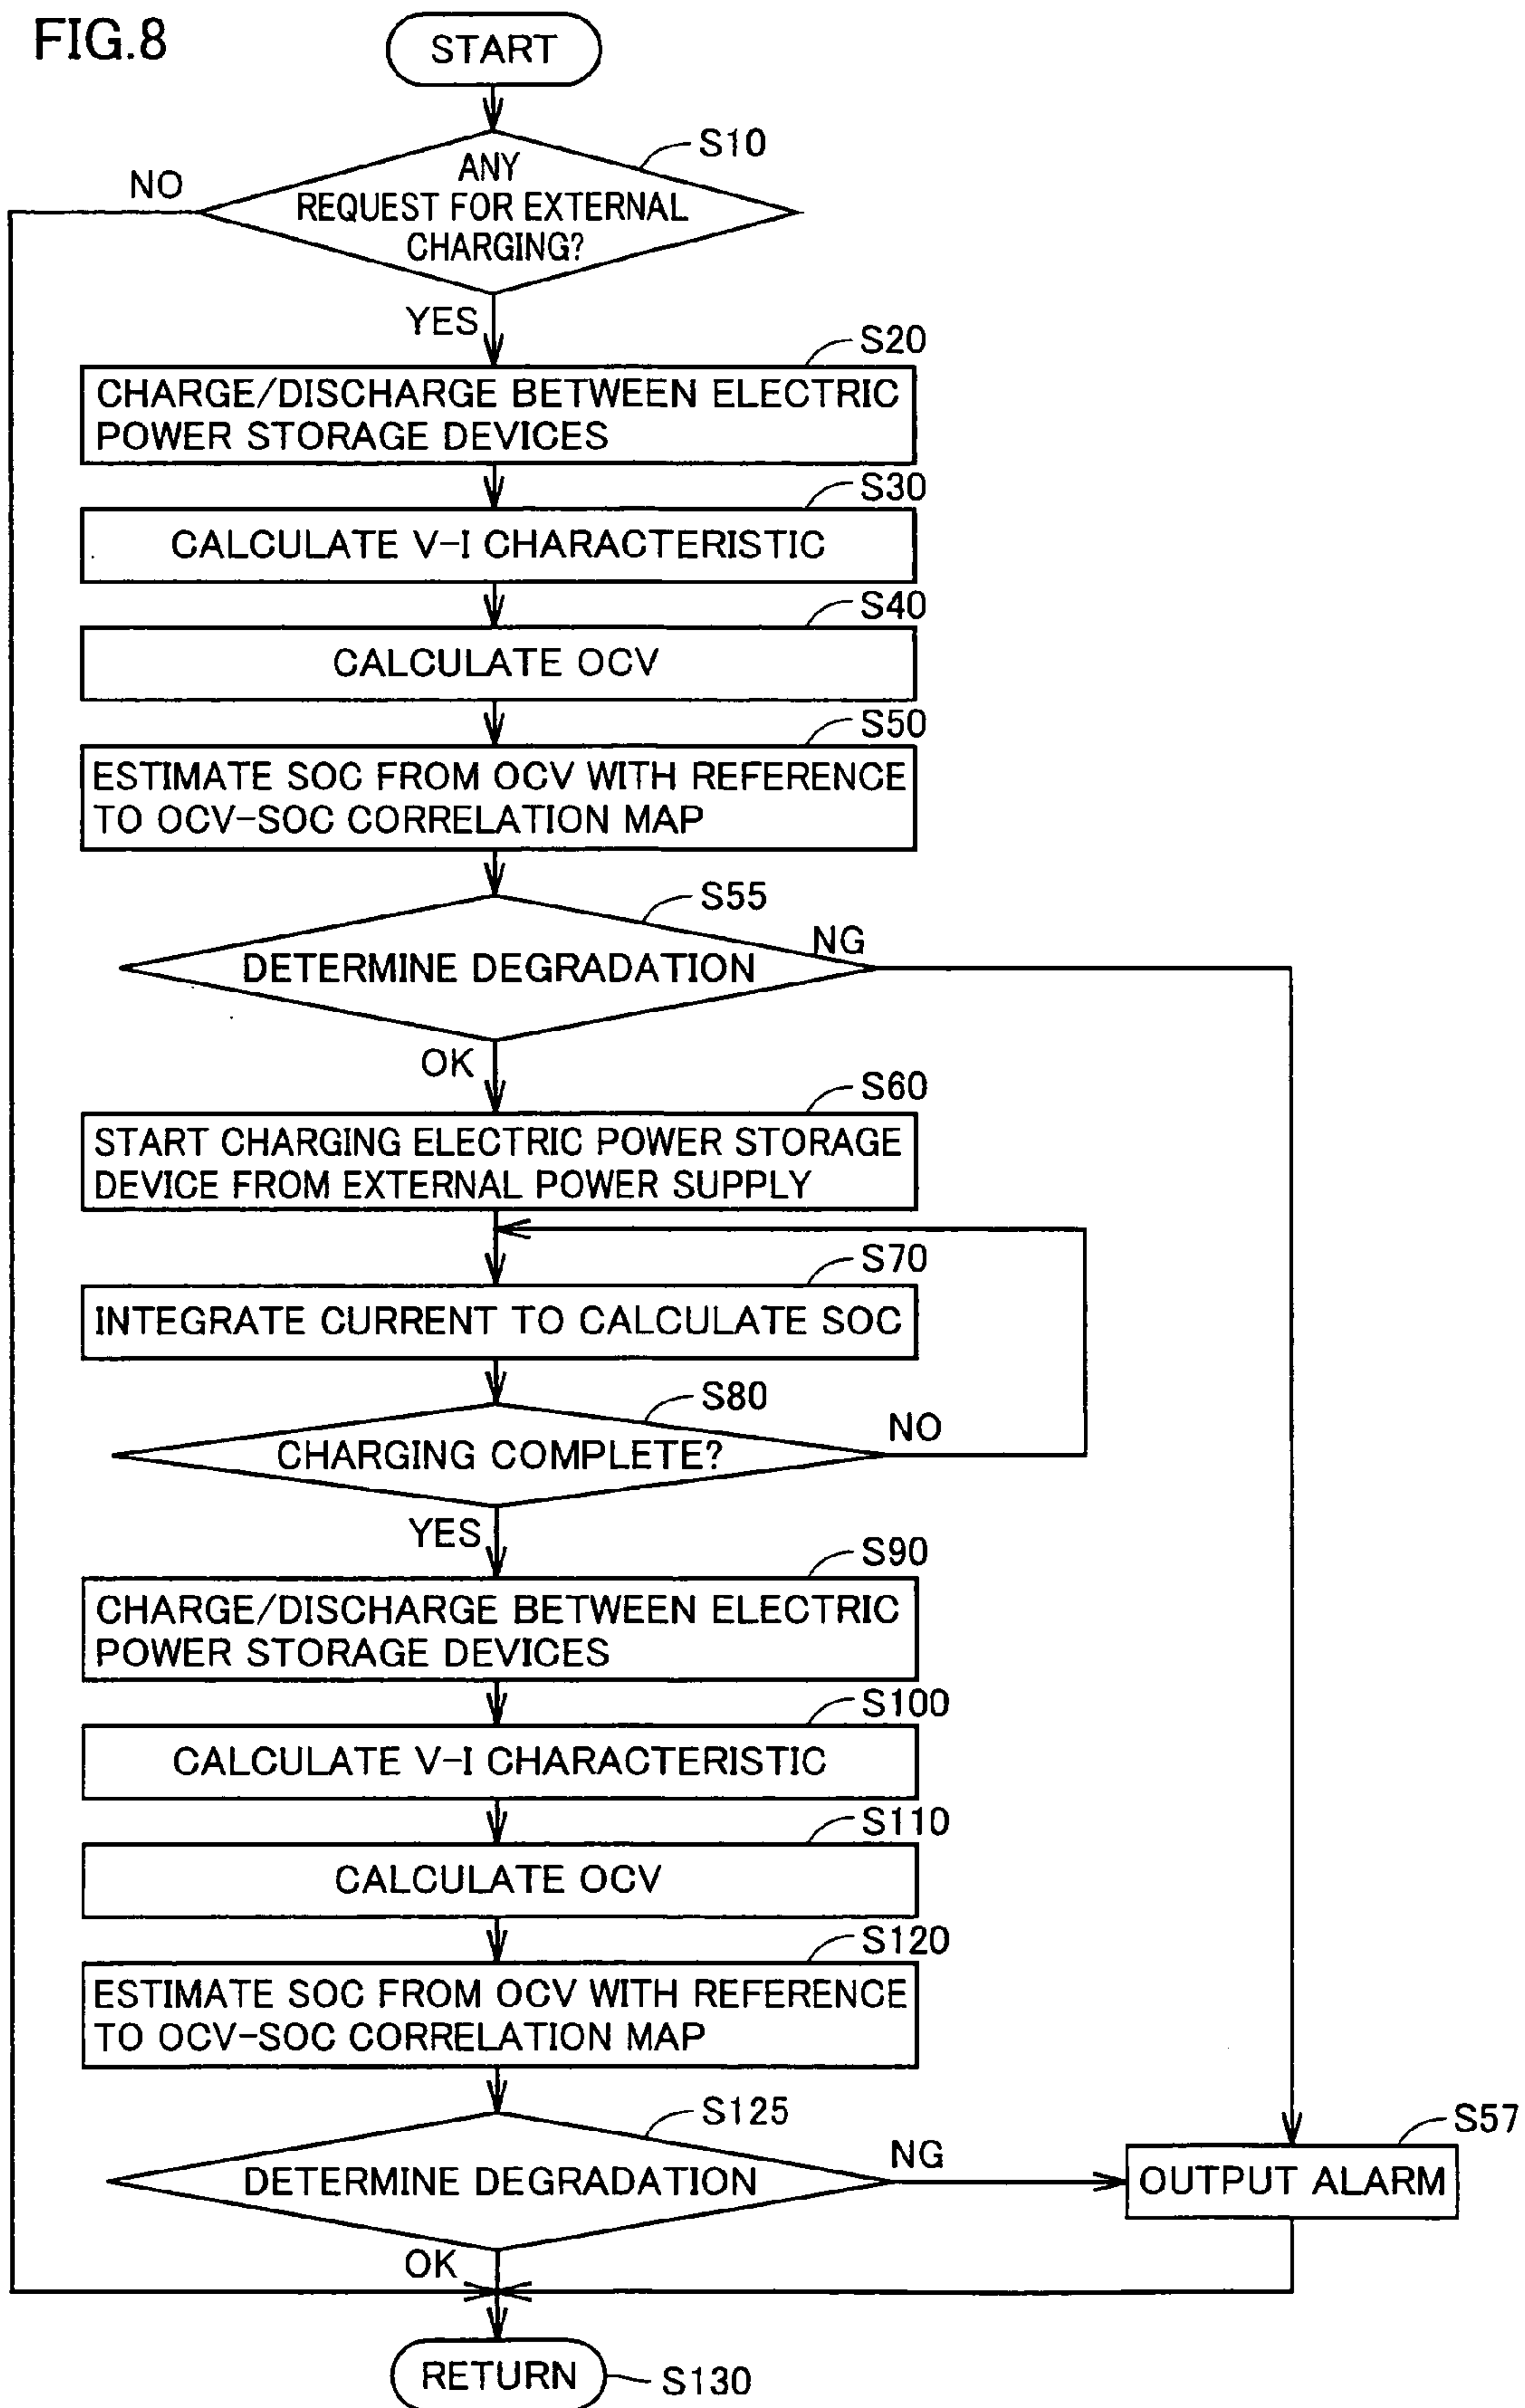 FIG.8
START
S10
ANY
REQUEST FOR EXTERNAL
CHARGING?
NO
YES
S20
CHARGE/DISCHARGE BETWEEN ELECTRIC
POWER STORAGE DEVICES
S30
CALCULATE V-I CHARACTERISTIC
S40
CALCULATE OCV
S50
ESTIMATE SOC FROM OCV WITH REFERENCE
TO OCV-SOC CORRELATION MAP
S55
DETERMINE DEGRADATION
NG
OK
S60
START CHARGING ELECTRIC POWER STORAGE
DEVICE FROM EXTERNAL POWER SUPPLY
S70
INTEGRATE CURRENT TO CALCULATE SOC
S80
CHARGING COMPLETE?
NO
YES
S90
CHARGE/DISCHARGE BETWEEN ELECTRIC
POWER STORAGE DEVICES
S100
CALCULATE V-I CHARACTERISTIC
S110
CALCULATE OCV
S120
ESTIMATE SOC FROM OCV WITH REFERENCE
TO OCV-SOC CORRELATION MAP
S125
DETERMINE DEGRADATION
NG
S57
OUTPUT ALARM
OK
RETURN
S130